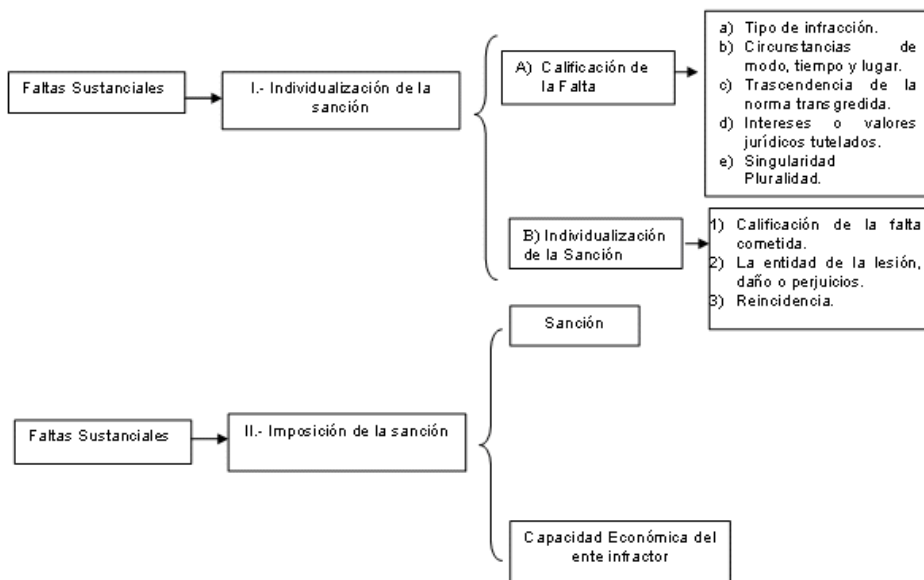 Faltas Sustanciales
I.- Individualización de la
sanción
A) Calificación de
la Falta
a) Tipo de infracción.
b) Circunstancias de
modo, tiempo y lugar.
c) Trascendencia de la
norma transgredida.
d) Intereses o valores
jurídicos tutelados.
e) Singularidad
Pluralidad.
B) Individualización
de la Sanción
1) Calificación de la falta
cometida.
2) La entidad de la lesión,
daño o perjuicios.
3) Reincidencia.
Faltas Sustanciales
II.- Imposición de la sanción
Sanción
Capacidad Económica del
ente infractor